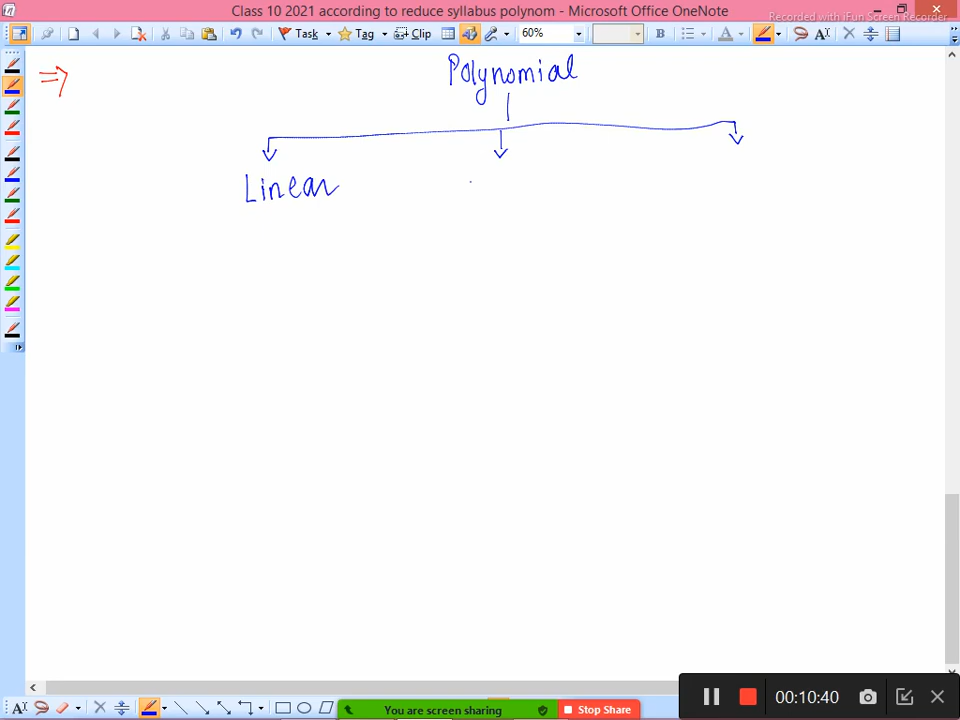 Class 10 2021 according to reduce syllabus polynom - Microsoft Office OneNote
Recorded with iFun Screen Recorder
Task Tag Clip 60% B A
=> Polynomial
Linear
You are screen sharing Stop Share
00:10:40